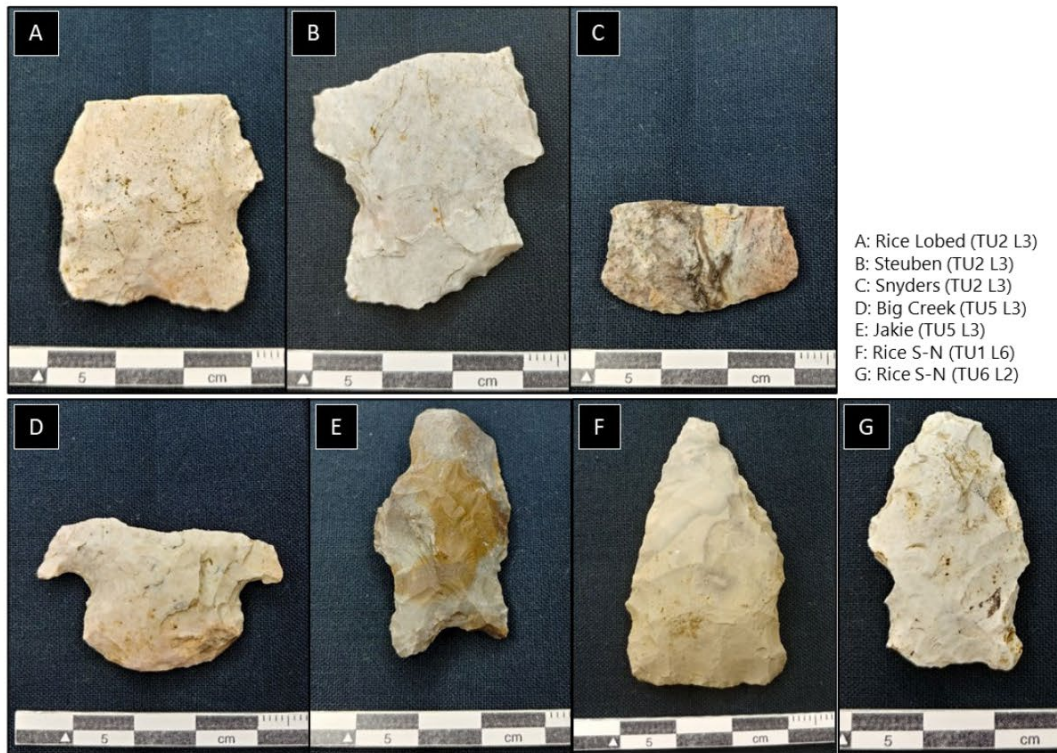 A
B
C
5 cm
5 cm
5 cm
A: Rice Lobed (TU2 L3)
B: Steuben (TU2 L3)
C: Snyders (TU2 L3)
D: Big Creek (TU5 L3)
E: Jakie (TU5 L3)
F: Rice S-N (TU1 L6)
G: Rice S-N (TU6 L2)
D
E
F
G
5 cm
5 cm
5 cm
5 cm